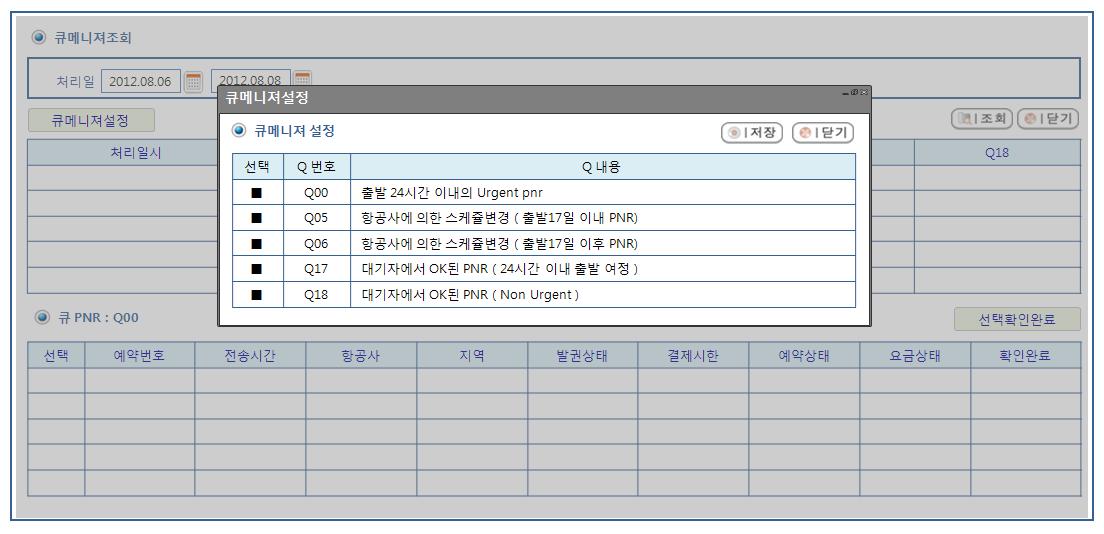 큐메니져조회
처리일 2012.08.06 2012.08.08
큐메니져설정
조회 닫기
처리일시 Q18
큐메니져설정
큐메니져 설정
저장 닫기
선택 Q 번호 Q 내용
Q00 출발 24시간 이내의 Urgent pnr
Q05 항공사에 의한 스케쥴변경 ( 출발17일 이내 PNR)
Q06 항공사에 의한 스케쥴변경 ( 출발17일 이후 PNR)
Q17 대기자에서 OK된 PNR ( 24시간 이내 출발 여정 )
Q18 대기자에서 OK된 PNR ( Non Urgent )
큐 PNR : Q00
선택확인완료
선택 예약번호 전송시간 항공사 지역 발권상태 결제시한 예약상태 요금상태 확인완료